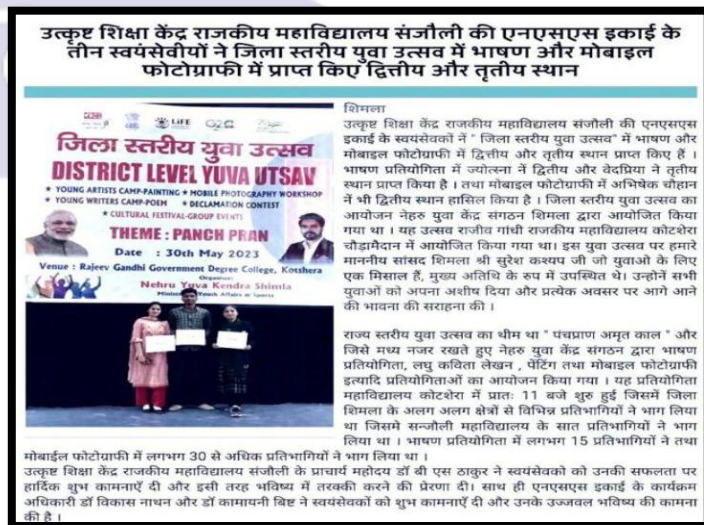 उत्कृष्ट शिक्षा केंद्र राजकीय महाविद्यालय संजौली की एनएसएस इकाई के
तीन स्वयंसेवीयों ने जिला स्तरीय युवा उत्सव में भाषण और मोबाइल
फोटोग्राफी में प्राप्त किए द्वित्तीय और तृतीय स्थान
LiFE
G20
जिला स्तरीय युवा उत्सव
DISTRICT LEVEL YUVA UTSAV
★ YOUNG ARTISTS CAMP-PAINTING ★ MOBILE PHOTOGRAPHY WORKSHOP
★ YOUNG WRITERS CAMP-POEM ★ DECLAMATION CONTEST
★ CULTURAL FESTIVAL-GROUP EVENTS
THEME : PANCH PRAN
Date : 30th May 2023
Venue : Rajeev Gandhi Government Degree College, Kotshera
Organiser:
Nehru Yuva Kendra Shimla
Ministry of Youth Affairs & Sports
शिमला
उत्कृष्ट शिक्षा केंद्र राजकीय महाविद्यालय संजौली की एनएसएस
इकाई के स्वयंसेवकों नें " जिला स्तरीय युवा उत्सव" में भाषण और
मोबाइल फोटोग्राफी में द्वित्तीय और तृतीय स्थान प्राप्त किए हैं ।
भाषण प्रतियोगिता में ज्योत्सना नें द्वितीय और वेदप्रिया ने तृतीय
स्थान प्राप्त किया है । तथा मोबाइल फोटोग्राफी में अभिषेक चौहान
नें भी द्वितीय स्थान हासिल किया है । जिला स्तरीय युवा उत्सव का
आयोजन नेहरु युवा केंद्र संगठन शिमला द्वारा आयोजित किया
गया था । यह उत्सव राजीव गांधी राजकीय महाविद्यालय कोटशेरा
चौड़ामैदान में आयोजित किया गया था। इस युवा उत्सव पर हमारे
माननीय सांसद शिमला श्री सुरेश कश्यप जी जो युवाओ के लिए
एक मिसाल हैं, मुख्य अतिथि के रुप में उपस्थित थे। उन्होनें सभी
युवाओं को अपना अशीष दिया और प्रत्येक अवसर पर आगे आने
की भावना की सराहना की ।
राज्य स्तरीय युवा उत्सव का थीम था " पंचप्राण अमृत काल " और
जिसे मध्य नजर रखते हुए नेहरु युवा केंद्र संगठन द्वारा भाषण
प्रतियोगिता, लघु कविता लेखन , पेंटिंग तथा मोबाइल फोटोग्राफी
इत्यादि प्रतियोगिताओं का आयोजन किया गया । यह प्रतियोगिता
महाविद्यालय कोटशेरा में प्रातः 11 बजे शुरु हुई जिसमें जिला
शिमला के अलग अलग क्षेत्रों से विभिन्न प्रतिभागियों ने भाग लिया
था जिसमे सन्जौली महाविद्यालय के सात प्रतिभागियों ने भाग
लिया था । भाषण प्रतियोगिता में लगभग 15 प्रतिभागियों ने तथा
मोबाईल फोटोग्राफी में लगभग 30 से अधिक प्रतिभागियों ने भाग लिया था ।
उत्कृष्ट शिक्षा केंद्र राजकीय महाविद्यालय संजौली के प्राचार्य महोदय डॉ बी एस ठाकुर ने स्वयंसेवको को उनकी सफलता पर
हार्दिक शुभ कामनाएँ दी और इसी तरह भविष्य में तरक्की करने की प्रेरणा दी। साथ ही एनएसएस इकाई के कार्यक्रम
अधिकारी डॉ विकास नाथन और डॉ कामायनी बिष्ट ने स्वयंसेवकों को शुभ कामनाएँ दी और उनके उज्जवल भविष्य की कामना
की है ।